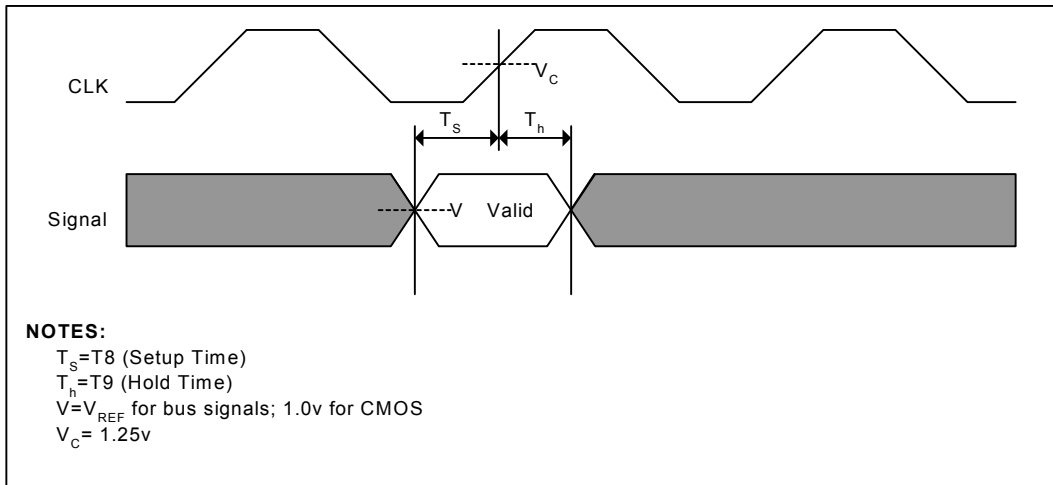 CLK
V_C
T_S T_h
Signal
V Valid
NOTES:
T_S=T8 (Setup Time)
T_h=T9 (Hold Time)
V=V_REF for bus signals; 1.0v for CMOS
V_C= 1.25v